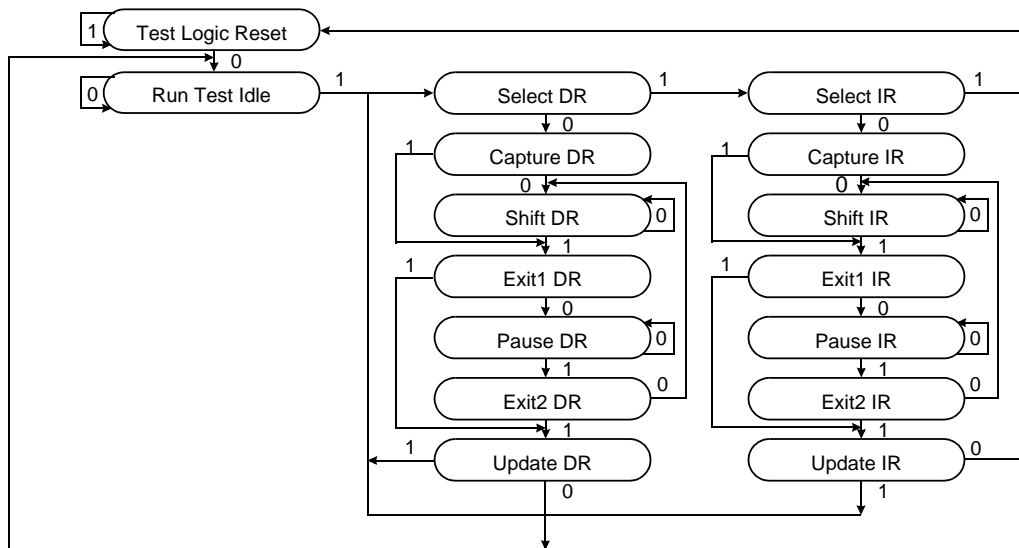 Test Logic Reset
1
0
Run Test Idle
0
1
Select DR
1
Select IR
1
0
0
1
Capture DR
1
Capture IR
0
0
Shift DR
0
Shift IR
0
1
1
1
Exit1 DR
1
Exit1 IR
0
0
Pause DR
0
Pause IR
0
1
1
Exit2 DR
0
Exit2 IR
0
1
1
1
Update DR
Update IR
0
0
1